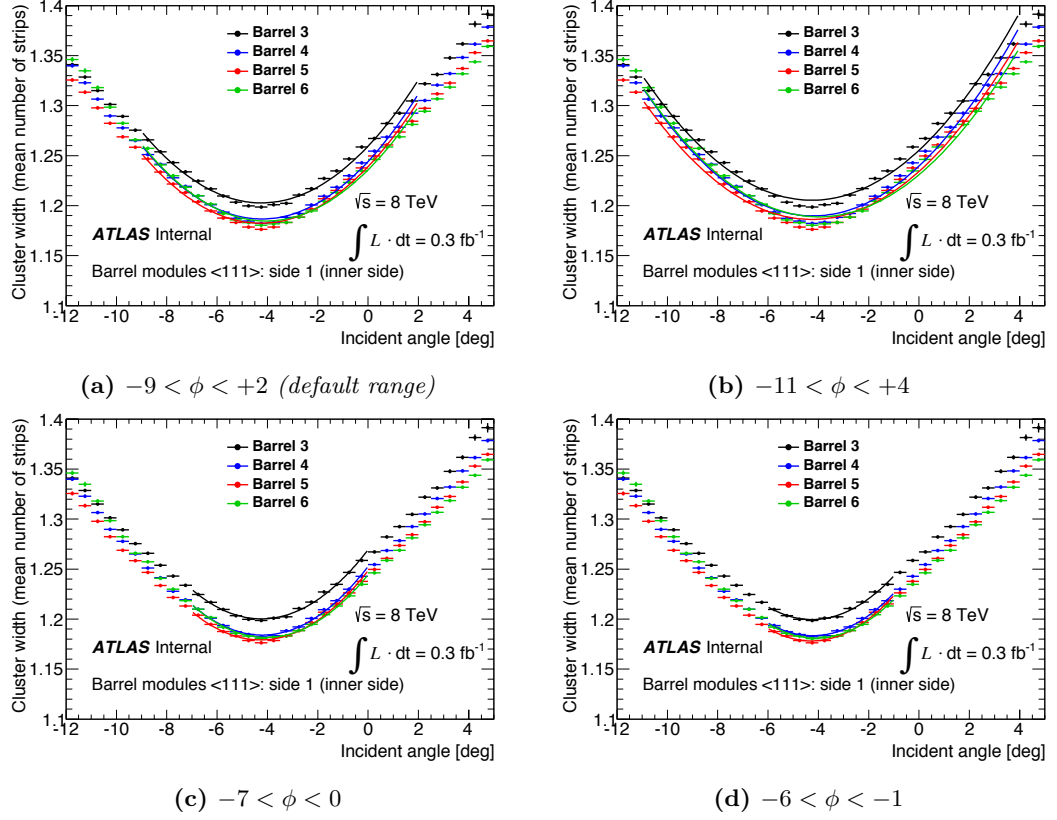 Cluster width (mean number of strips)
1.4
1.35
1.3
1.25
1.2
1.15
1.1
Barrel 3
Barrel 4
Barrel 5
Barrel 6
√s = 8 TeV
ATLAS Internal
∫ L · dt = 0.3 fb⁻¹
Barrel modules <111>: side 1 (inner side)
-12 -10 -8 -6 -4 -2 0 2 4
Incident angle [deg]
(a) −9 < ϕ < +2 (default range)
Cluster width (mean number of strips)
1.4
1.35
1.3
1.25
1.2
1.15
1.1
Barrel 3
Barrel 4
Barrel 5
Barrel 6
√s = 8 TeV
ATLAS Internal
∫ L · dt = 0.3 fb⁻¹
Barrel modules <111>: side 1 (inner side)
-12 -10 -8 -6 -4 -2 0 2 4
Incident angle [deg]
(b) −11 < ϕ < +4
Cluster width (mean number of strips)
1.4
1.35
1.3
1.25
1.2
1.15
1.1
Barrel 3
Barrel 4
Barrel 5
Barrel 6
√s = 8 TeV
ATLAS Internal
∫ L · dt = 0.3 fb⁻¹
Barrel modules <111>: side 1 (inner side)
-12 -10 -8 -6 -4 -2 0 2 4
Incident angle [deg]
(c) −7 < ϕ < 0
Cluster width (mean number of strips)
1.4
1.35
1.3
1.25
1.2
1.15
1.1
Barrel 3
Barrel 4
Barrel 5
Barrel 6
√s = 8 TeV
ATLAS Internal
∫ L · dt = 0.3 fb⁻¹
Barrel modules <111>: side 1 (inner side)
-12 -10 -8 -6 -4 -2 0 2 4
Incident angle [deg]
(d) −6 < ϕ < −1